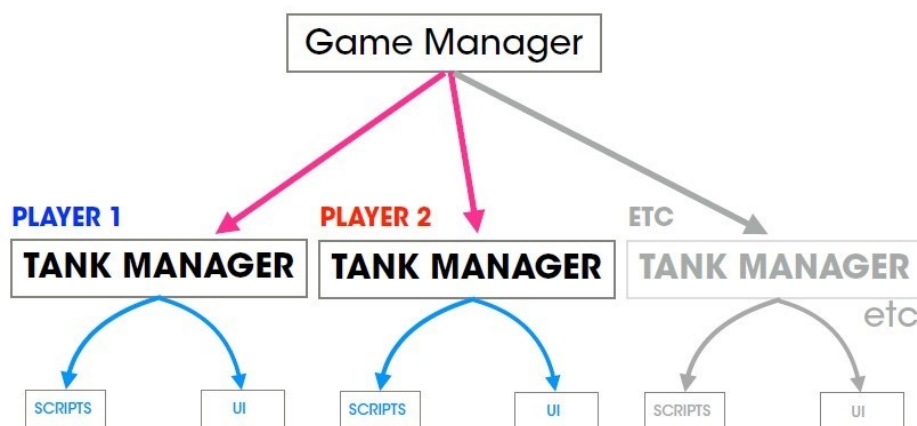 Game Manager
PLAYER 1
PLAYER 2
ETC
TANK MANAGER
TANK MANAGER
TANK MANAGER
etc
SCRIPTS
UI
SCRIPTS
UI
SCRIPTS
UI